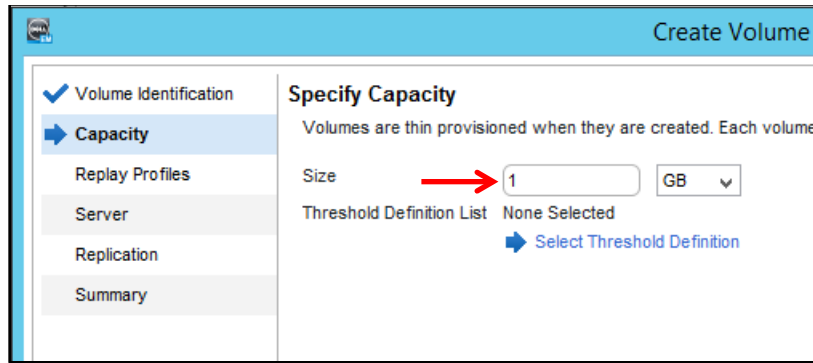 Create Volume
Volume Identification
Capacity
Replay Profiles
Server
Replication
Summary
Specify Capacity
Volumes are thin provisioned when they are created. Each volume
Size 1 GB
Threshold Definition List None Selected
Select Threshold Definition